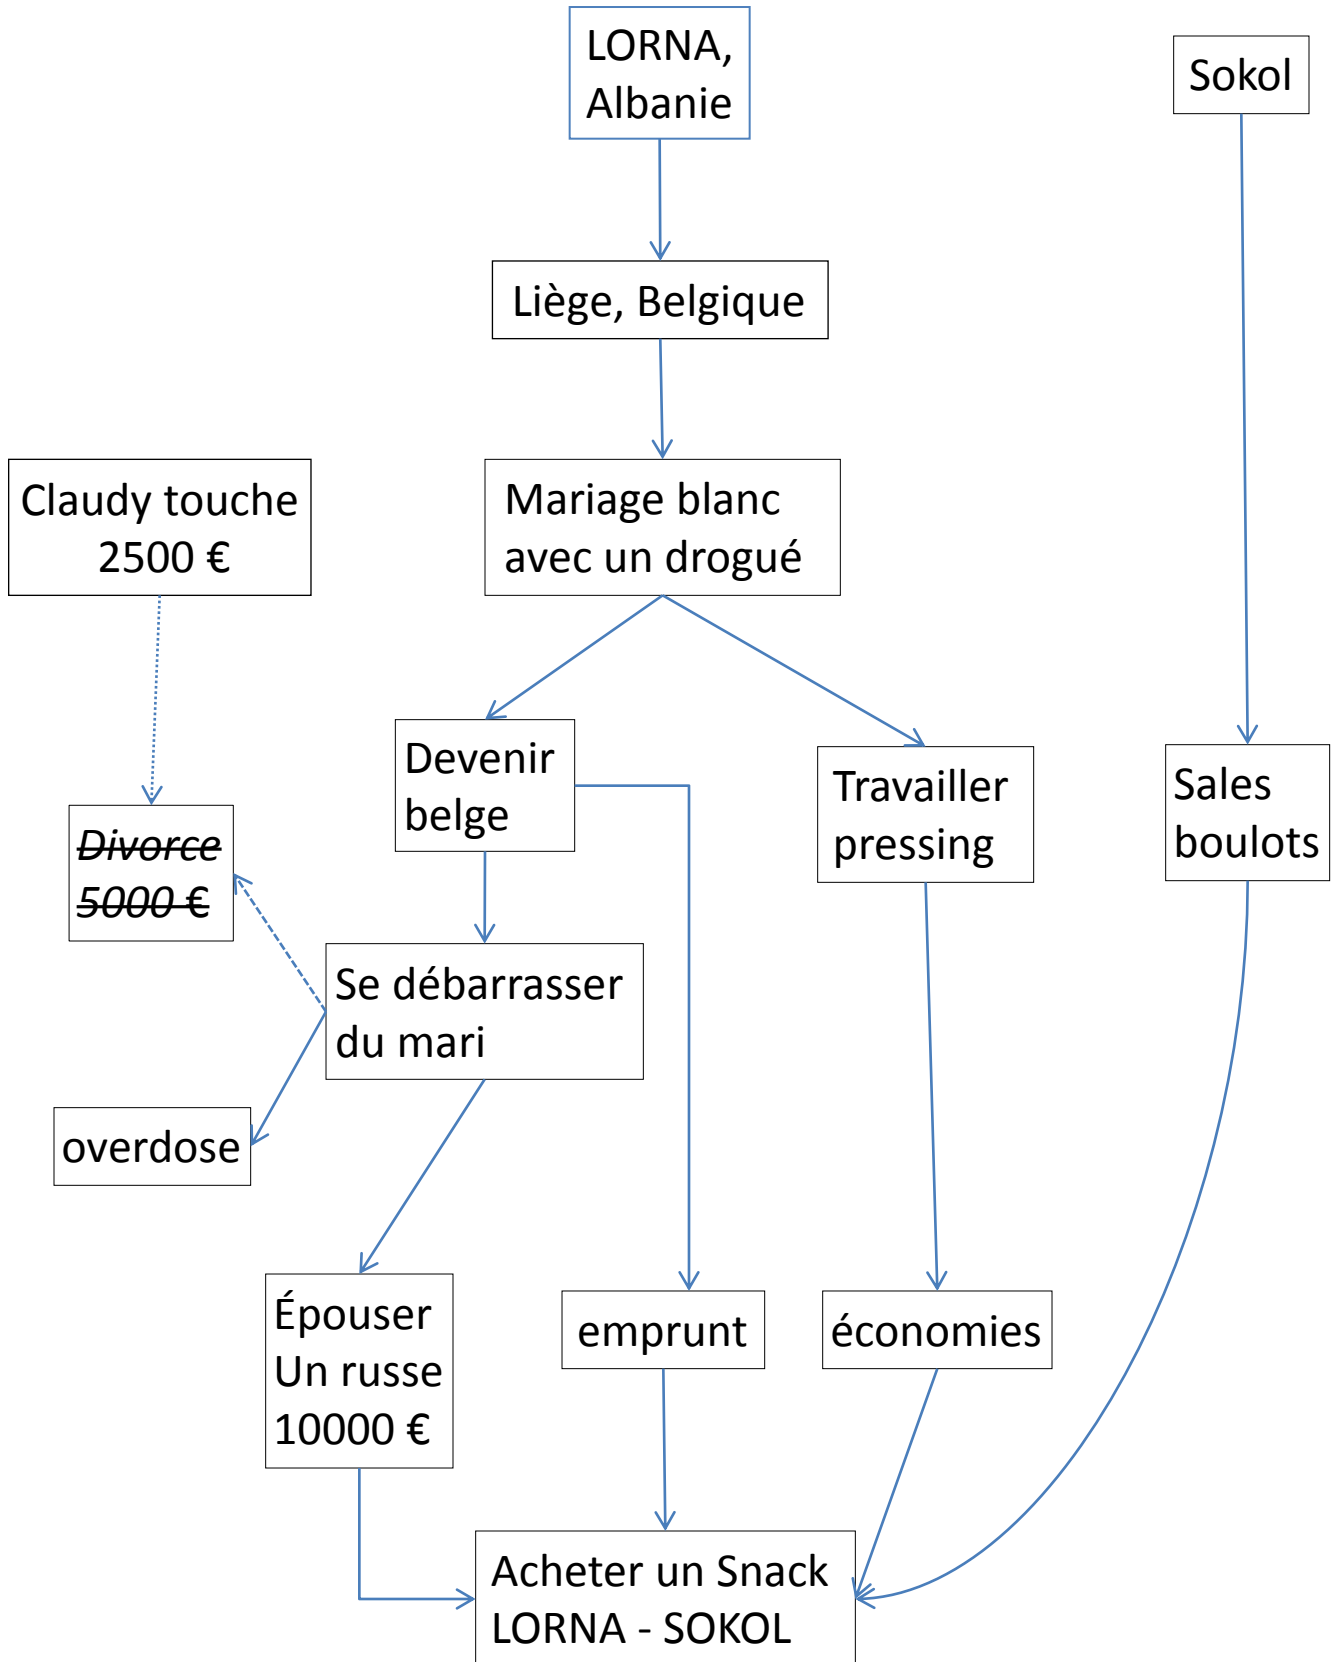 LORNA,
Albanie
Sokol
Liège, Belgique
Claudy touche
2500 €
Mariage blanc
avec un drogué
Devenir
belge
Travailler
pressing
Sales
boulots
Divorce
5000 €
Se débarrasser
du mari
overdose
Épouser
Un russe
10000 €
emprunt
économies
Acheter un Snack
LORNA - SOKOL